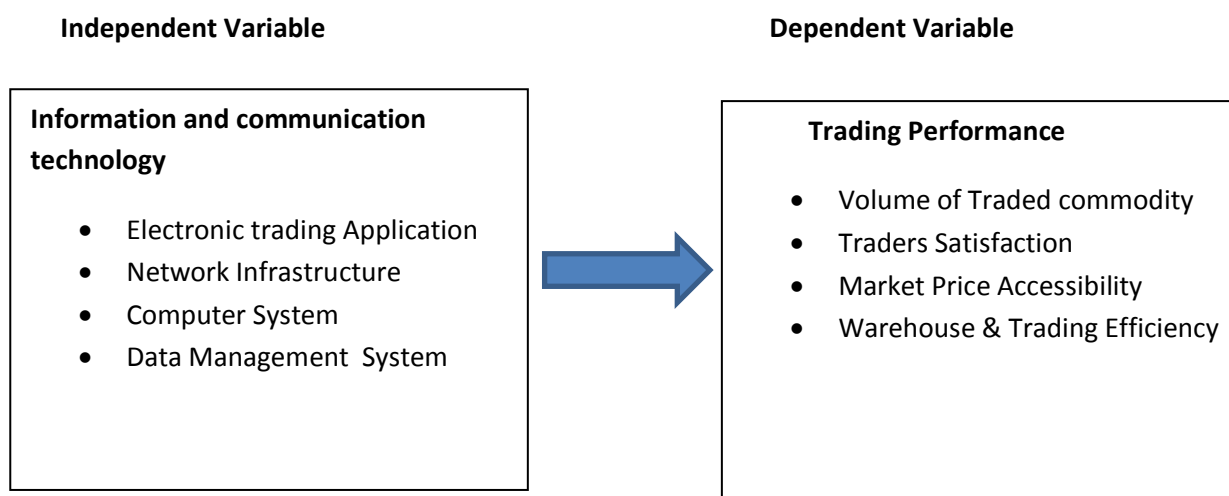 Independent Variable
Dependent Variable
Information and communication
technology
• Electronic trading Application
• Network Infrastructure
• Computer System
• Data Management System
Trading Performance
• Volume of Traded commodity
• Traders Satisfaction
• Market Price Accessibility
• Warehouse & Trading Efficiency